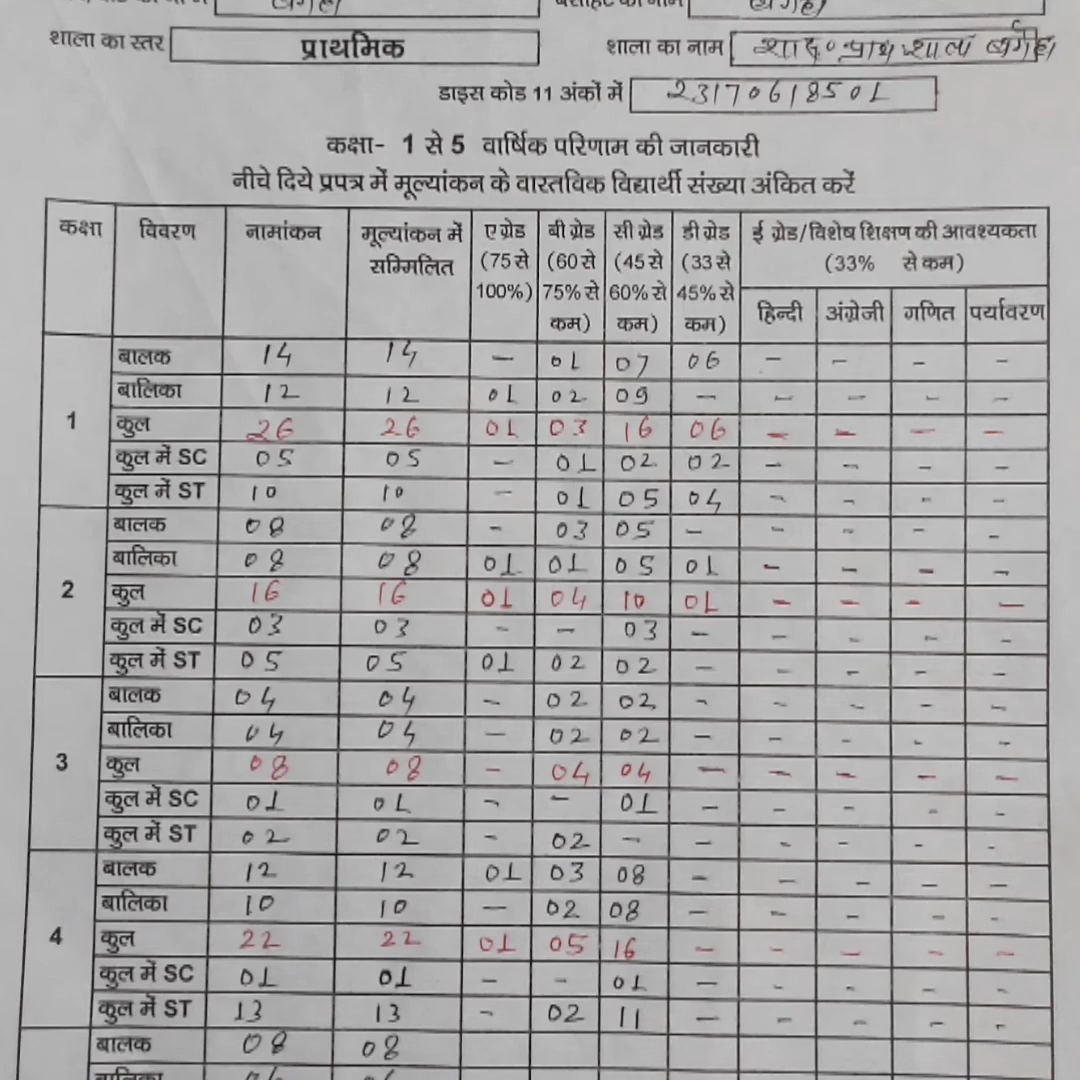 शाला का स्तर प्राथमिक शाला का नाम शास० प्राथ शाला
डाइस कोड 11 अंकों में 23170618501
कक्षा- 1 से 5 वार्षिक परिणाम की जानकारी
नीचे दिये प्रपत्र में मूल्यांकन के वास्तविक विद्यार्थी संख्या अंकित करें
कक्षा विवरण नामांकन मूल्यांकन में सम्मिलित ए ग्रेड (75 से 100%) बी ग्रेड (60 से 75% से कम) सी ग्रेड (45 से 60% से कम) डी ग्रेड (33 से 45% से कम) ई ग्रेड/विशेष शिक्षण की आवश्यकता (33% से कम)
हिन्दी अंग्रेजी गणित पर्यावरण
बालक 14 14 - 01 07 06 - - - -
बालिका 12 12 01 02 09 - - - - -
1 कुल 26 26 01 03 16 06 - - - -
कुल में SC 05 05 - 01 02 02 - - - -
कुल में ST 10 10 - 01 05 04 - - - -
बालक 08 08 - 03 05 - - - - -
बालिका 08 08 01 01 05 01 - - - -
2 कुल 16 16 01 04 10 01 - - - -
कुल में SC 03 03 - - 03 - - - - -
कुल में ST 05 05 01 02 02 - - - - -
बालक 04 04 - 02 02 - - - - -
बालिका 04 04 - 02 02 - - - - -
3 कुल 08 08 - 04 04 - - - - -
कुल में SC 01 01 - - 01 - - - - -
कुल में ST 02 02 - 02 - - - - - -
बालक 12 12 01 03 08 - - - - -
बालिका 10 10 - 02 08 - - - - -
4 कुल 22 22 01 05 16 - - - - -
कुल में SC 01 01 - - 01 - - - - -
कुल में ST 13 13 - 02 11 - - - - -
बालक 08 08
बालिका